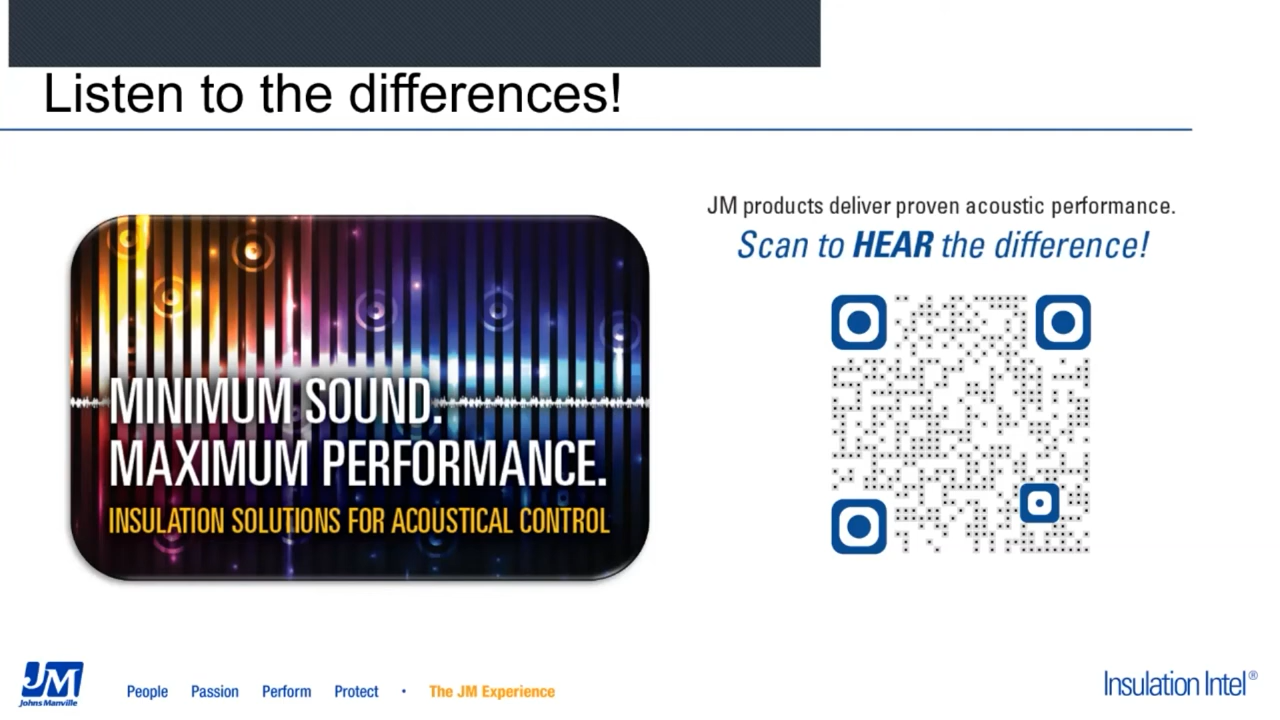 Listen to the differences!
JM products deliver proven acoustic performance.
Scan to HEAR the difference!
MINIMUM SOUND.
MAXIMUM PERFORMANCE.
INSULATION SOLUTIONS FOR ACOUSTICAL CONTROL
JM
Johns Manville
People Passion Perform Protect · The JM Experience
Insulation Intel®